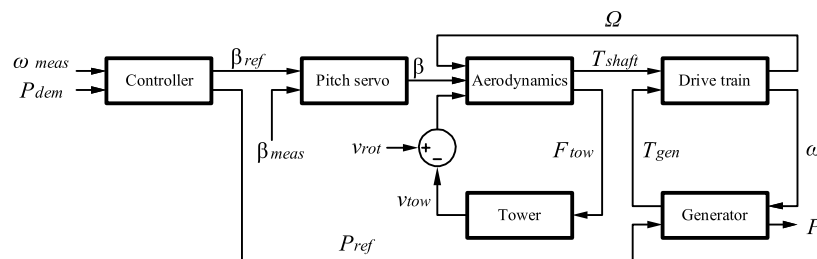 Ω
ω meas
P dem
Controller
β ref
Pitch servo
β
Aerodynamics
T shaft
Drive train
β meas
v rot
+
−
F tow
T gen
ω
v tow
Tower
Generator
P
P ref